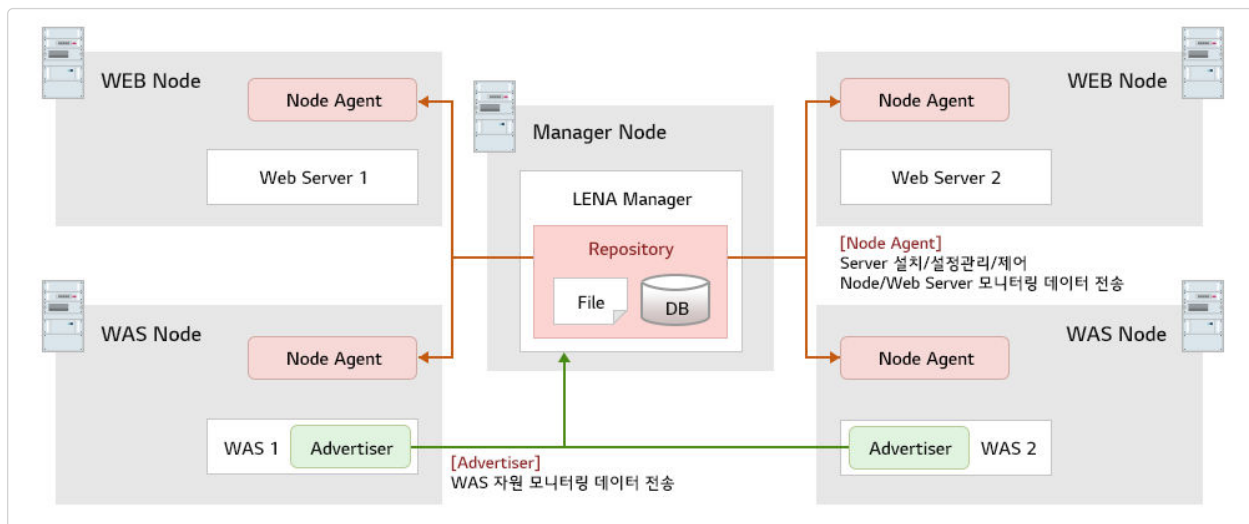 WEB Node
Node Agent
Web Server 1
WAS Node
Node Agent
WAS 1
Advertiser
Manager Node
LENA Manager
Repository
File
DB
[Advertiser]
WAS 자원 모니터링 데이터 전송
WEB Node
Node Agent
Web Server 2
[Node Agent]
Server 설치/설정관리/제어
Node/Web Server 모니터링 데이터 전송
WAS Node
Node Agent
Advertiser
WAS 2